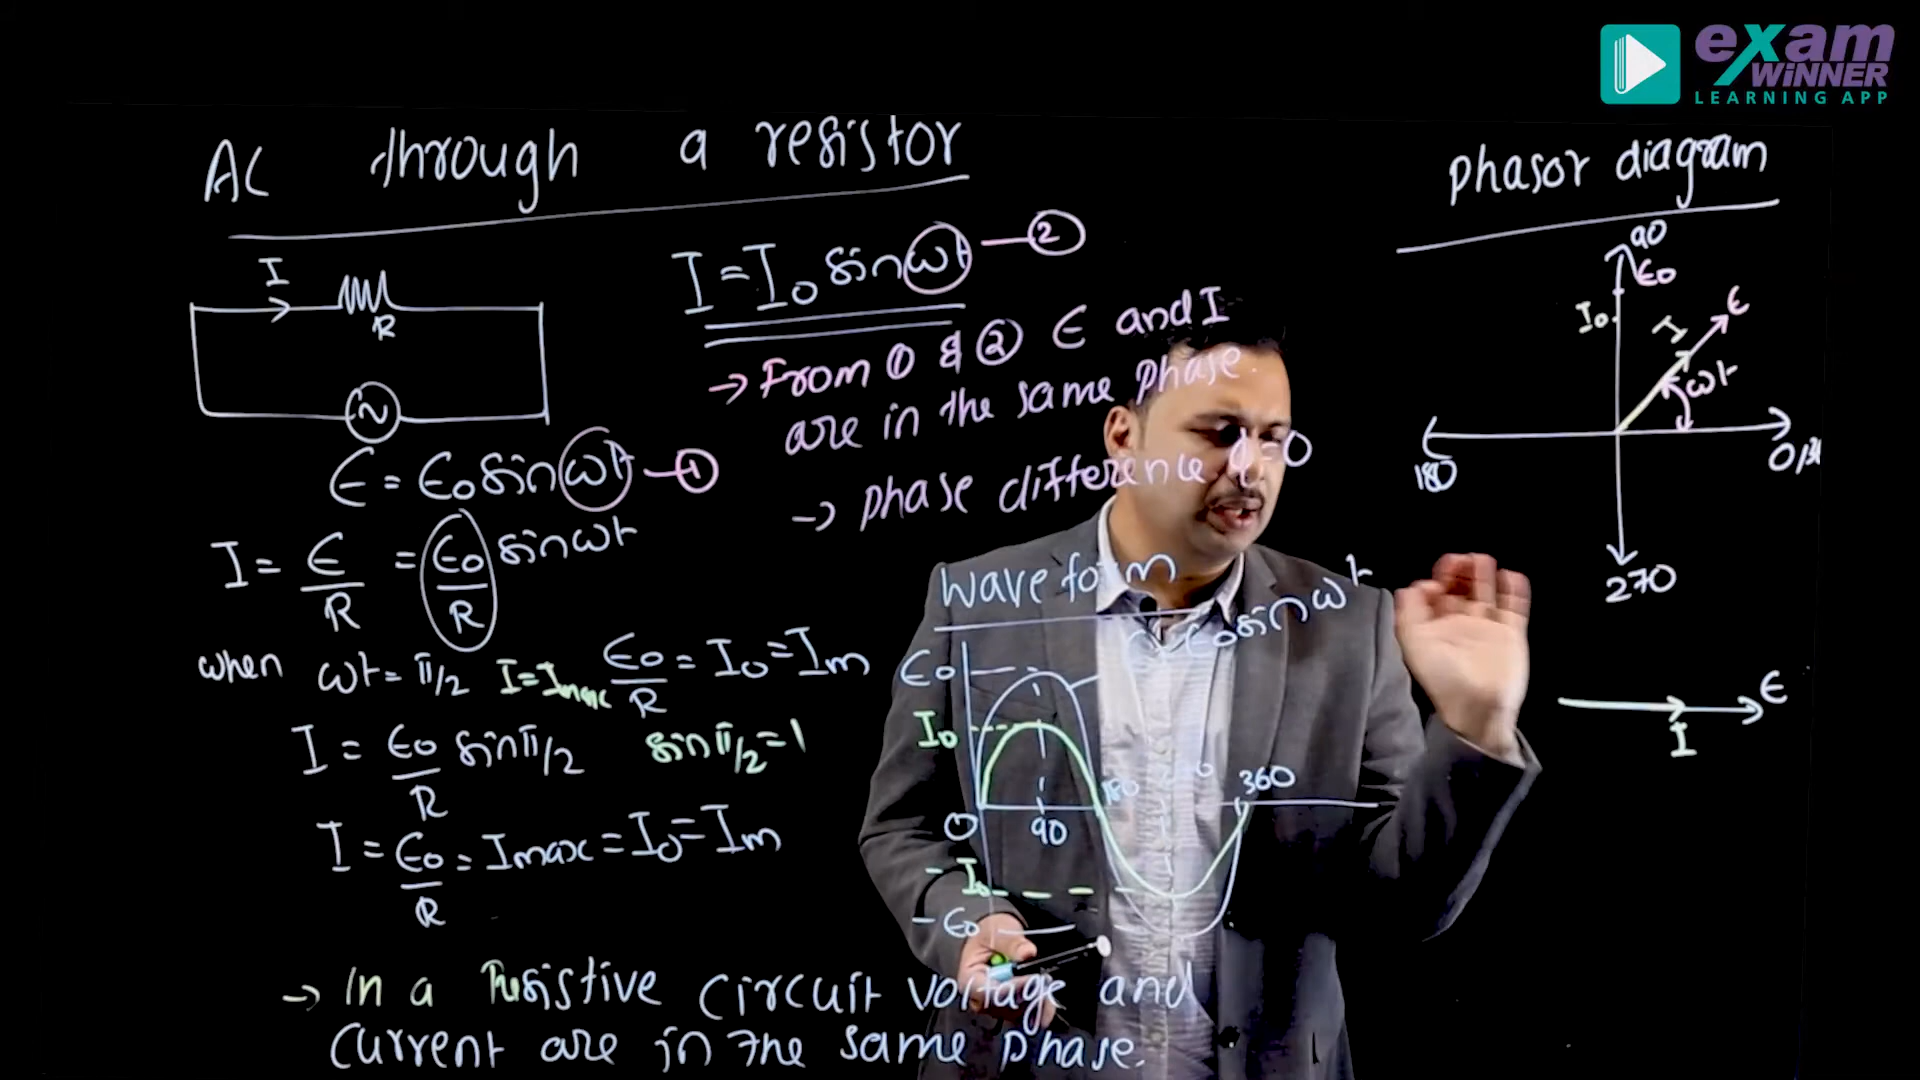 exam
WINNER
LEARNING APP
AC through a resistor
I
R
~
ϵ = ϵ₀ sin ωt — ①
I = ϵ/R = ϵ₀/R sin ωt
when ωt = π/2 I = Imax ϵ₀/R = I₀ = Im
I = ϵ₀/R sin π/2 sin π/2 = 1
I = ϵ₀/R = Imax = I₀ = Im
→ In a Resistive circuit voltage and
current are in the same phase.
I = I₀ sin ωt — ②
→ From ① & ② ϵ and I
are in the same phase.
→ phase difference ϕ=0
wave form
ϵ₀ sin ωt
ϵ₀
I₀
0 90 180 360
- I₀
- ϵ₀
phasor diagram
90
ϵ₀
I₀
I ϵ
ωt
180
270
ϵ
I